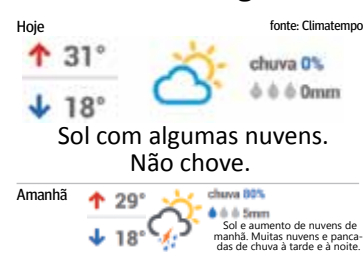 Hoje
fonte: Climatempo
31°
chuva 0%
18°
0mm
Sol com algumas nuvens.
Não chove.
Amanhã
29°
chuva 80%
5mm
18°
Sol e aumento de nuvens de
manhã. Muitas nuvens e panca-
das de chuva à tarde e à noite.